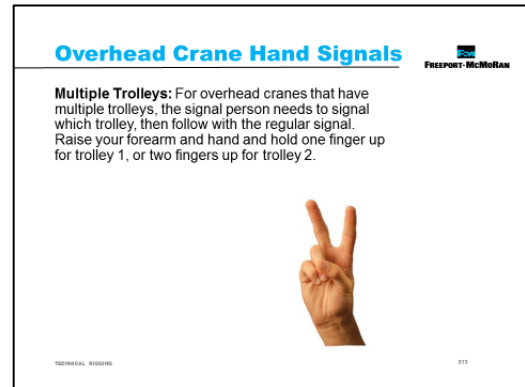 Overhead Crane Hand Signals
FREEPORT-MCMORAN
Multiple Trolleys: For overhead cranes that have
multiple trolleys, the signal person needs to signal
which trolley, then follow with the regular signal.
Raise your forearm and hand and hold one finger up
for trolley 1, or two fingers up for trolley 2.
TECHNICAL RIGGING
213